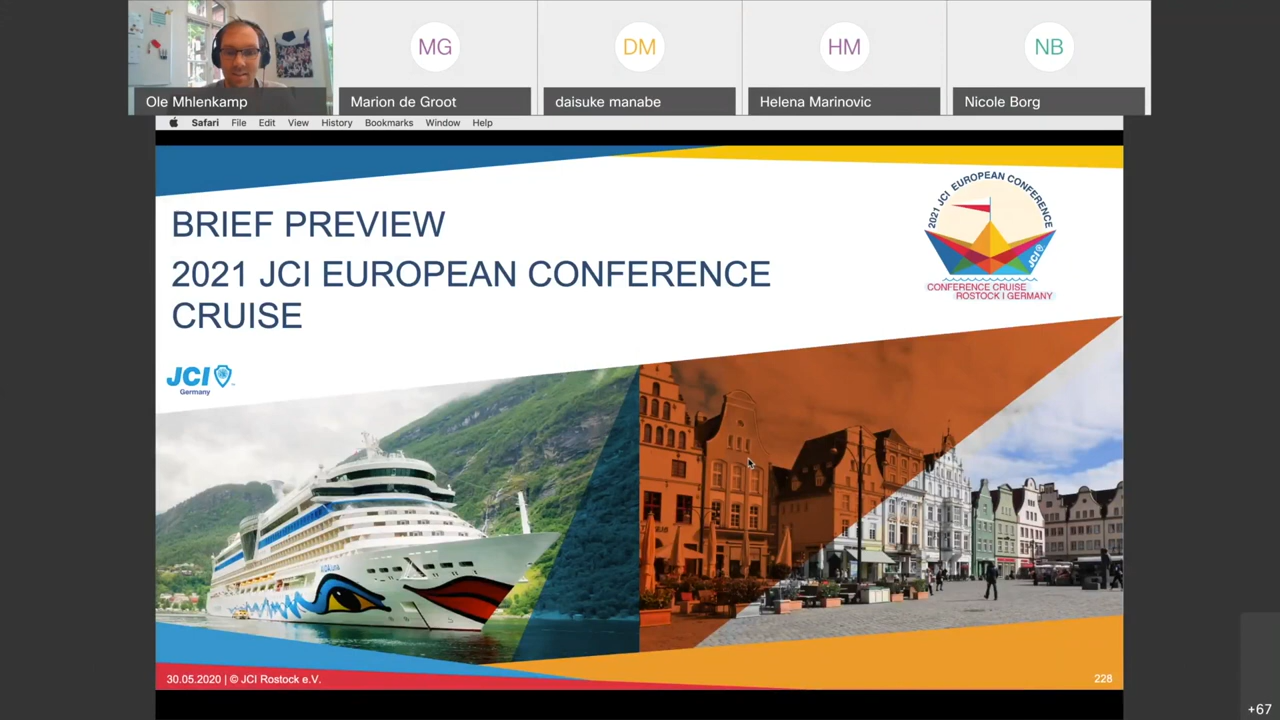 MG
DM
HM
NB
Ole Mhlenkamp
Marion de Groot
daisuke manabe
Helena Marinovic
Nicole Borg
Safari File Edit View History Bookmarks Window Help
BRIEF PREVIEW
2021 JCI EUROPEAN CONFERENCE
CRUISE
2021 JCI EUROPEAN CONFERENCE
JCI
CONFERENCE CRUISE
ROSTOCK I GERMANY
JCI
Germany
30.05.2020 | © JCI Rostock e.V.
228
+67